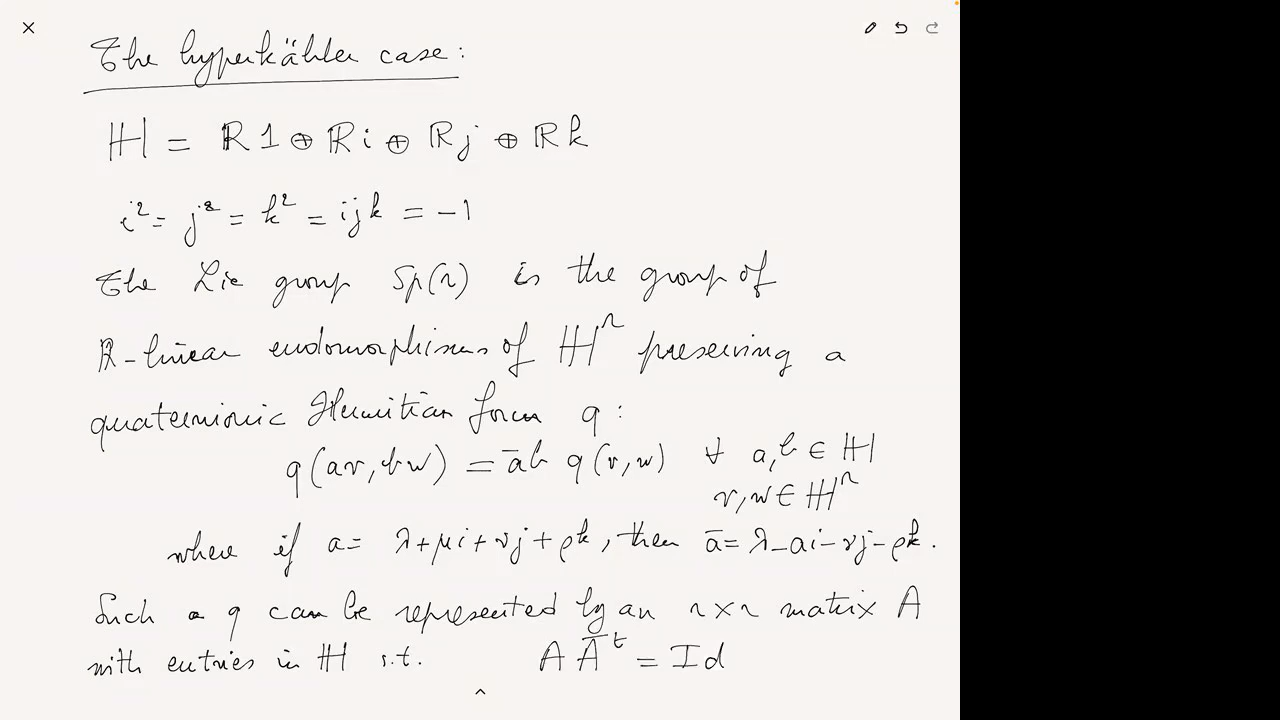 The hyperkähler case:
ℍ = ℝ1 ⊕ ℝi ⊕ ℝj ⊕ ℝk
i² = j² = k² = ijk = -1
The Lie group Sp(n) is the group of
ℝ-linear endomorphisms of ℍⁿ preserving a
quaternionic Hermitian form q:
q(av, bw) = āb q(v, w) ∀ a, b ∈ ℍ
v, w ∈ ℍⁿ
where if a = λ + μi + νj + ρk, then ā = λ - ai - νj - ρk.
Such a q can be represented by an n×n matrix A
with entries in ℍ s.t. A Āᵗ = Id